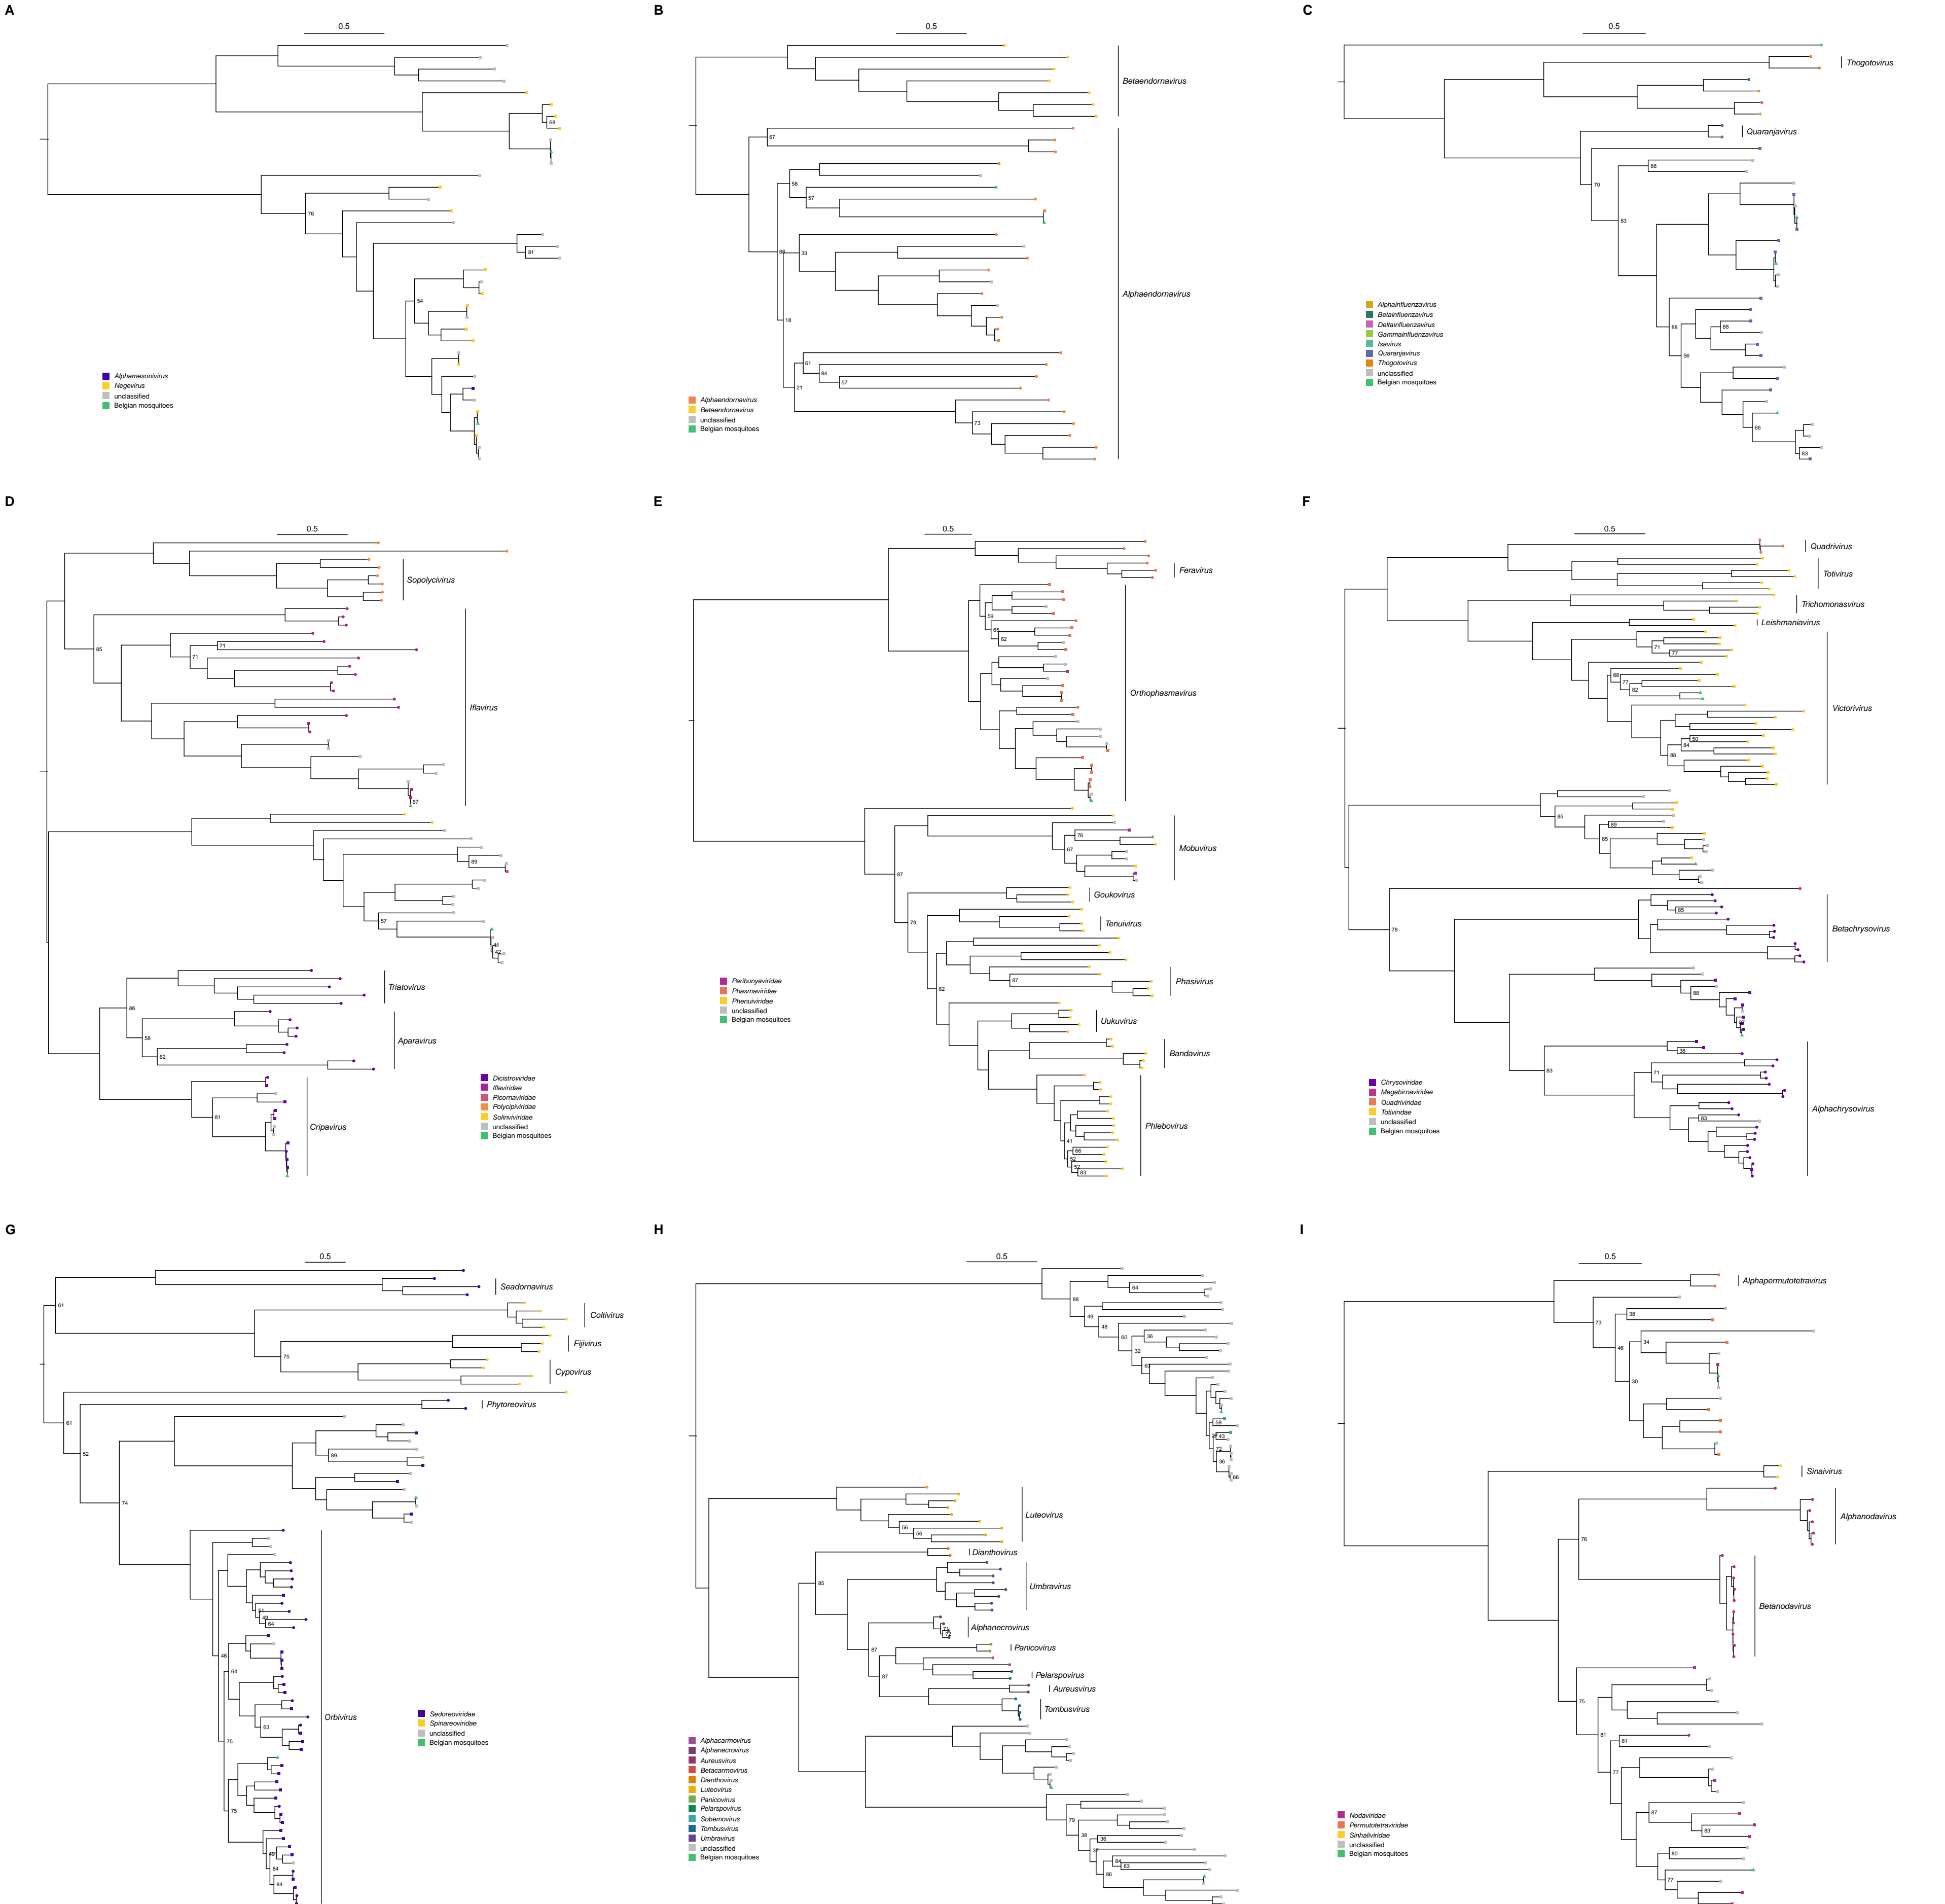 A
0.5
68
76
81
54
Alphamesonivirus
Negevirus
unclassified
Belgian mosquitoes
B
0.5
Betaendornavirus
67
58
57
88
33
Alphaendornavirus
18
61
84
57
21
73
Alphaendornavirus
Betaendornavirus
unclassified
Belgian mosquitoes
C
0.5
Thogotovirus
Quaranjavirus
88
70
83
88
88
56
66
83
Alphainfluenzavirus
Betainfluenzavirus
Deltainfluenzavirus
Gammainfluenzavirus
Isavirus
Quaranjavirus
Thogotovirus
unclassified
Belgian mosquitoes
D
0.5
Sopolycivirus
85
71
71
Iflavirus
67
89
57
44
42
Triatovirus
86
58
Aparavirus
62
81
Cripavirus
Dicistroviridae
Iflaviridae
Picornaviridae
Polycipiviridae
Solinviviridae
unclassified
Belgian mosquitoes
E
0.5
Feravirus
59
65
62
Orthophasmavirus
76
67
Mobuvirus
87
Goukovirus
79
Tenuivirus
87
Phasivirus
82
Uukuvirus
Bandavirus
Phlebovirus
41
66
52
52
83
Peribunyaviridae
Phasmaviridae
Phenuiviridae
unclassified
Belgian mosquitoes
F
0.5
Quadrivirus
Totivirus
Trichomonasvirus
Leishmaniavirus
71
77
68
77
82
Victorivirus
50
84
88
85
89
85
85
Betachrysovirus
78
88
38
83
71
Alphachrysovirus
83
Chrysoviridae
Megabirnaviridae
Quadriviridae
Totiviridae
unclassified
Belgian mosquitoes
G
0.5
Seadornavirus
61
Coltivirus
Fijivirus
75
Cypovirus
Phytoreovirus
61
52
89
74
51
49
64
46
64
63
Orbivirus
75
75
49
84
84
Sedoreoviridae
Spinareoviridae
unclassified
Belgian mosquitoes
H
0.5
64
88
49
48
60
36
32
63
59
43
72
36
66
Luteovirus
56
56
Dianthovirus
85
Umbravirus
Alphanecrovirus
87
Panicovirus
87
Pelarspovirus
Aureusvirus
Tombusvirus
79
38
36
84
83
86
Alphacarmovirus
Alphanecrovirus
Aureusvirus
Betacarmovirus
Dianthovirus
Luteovirus
Panicovirus
Pelarspovirus
Sobemovirus
Tombusvirus
Umbravirus
unclassified
Belgian mosquitoes
I
0.5
Alphapermutotetravirus
38
73
34
46
30
Sinaivirus
Alphanodavirus
76
Betanodavirus
75
81
81
77
87
83
80
77
Nodaviridae
Permutotetraviridae
Sinhaliviridae
unclassified
Belgian mosquitoes